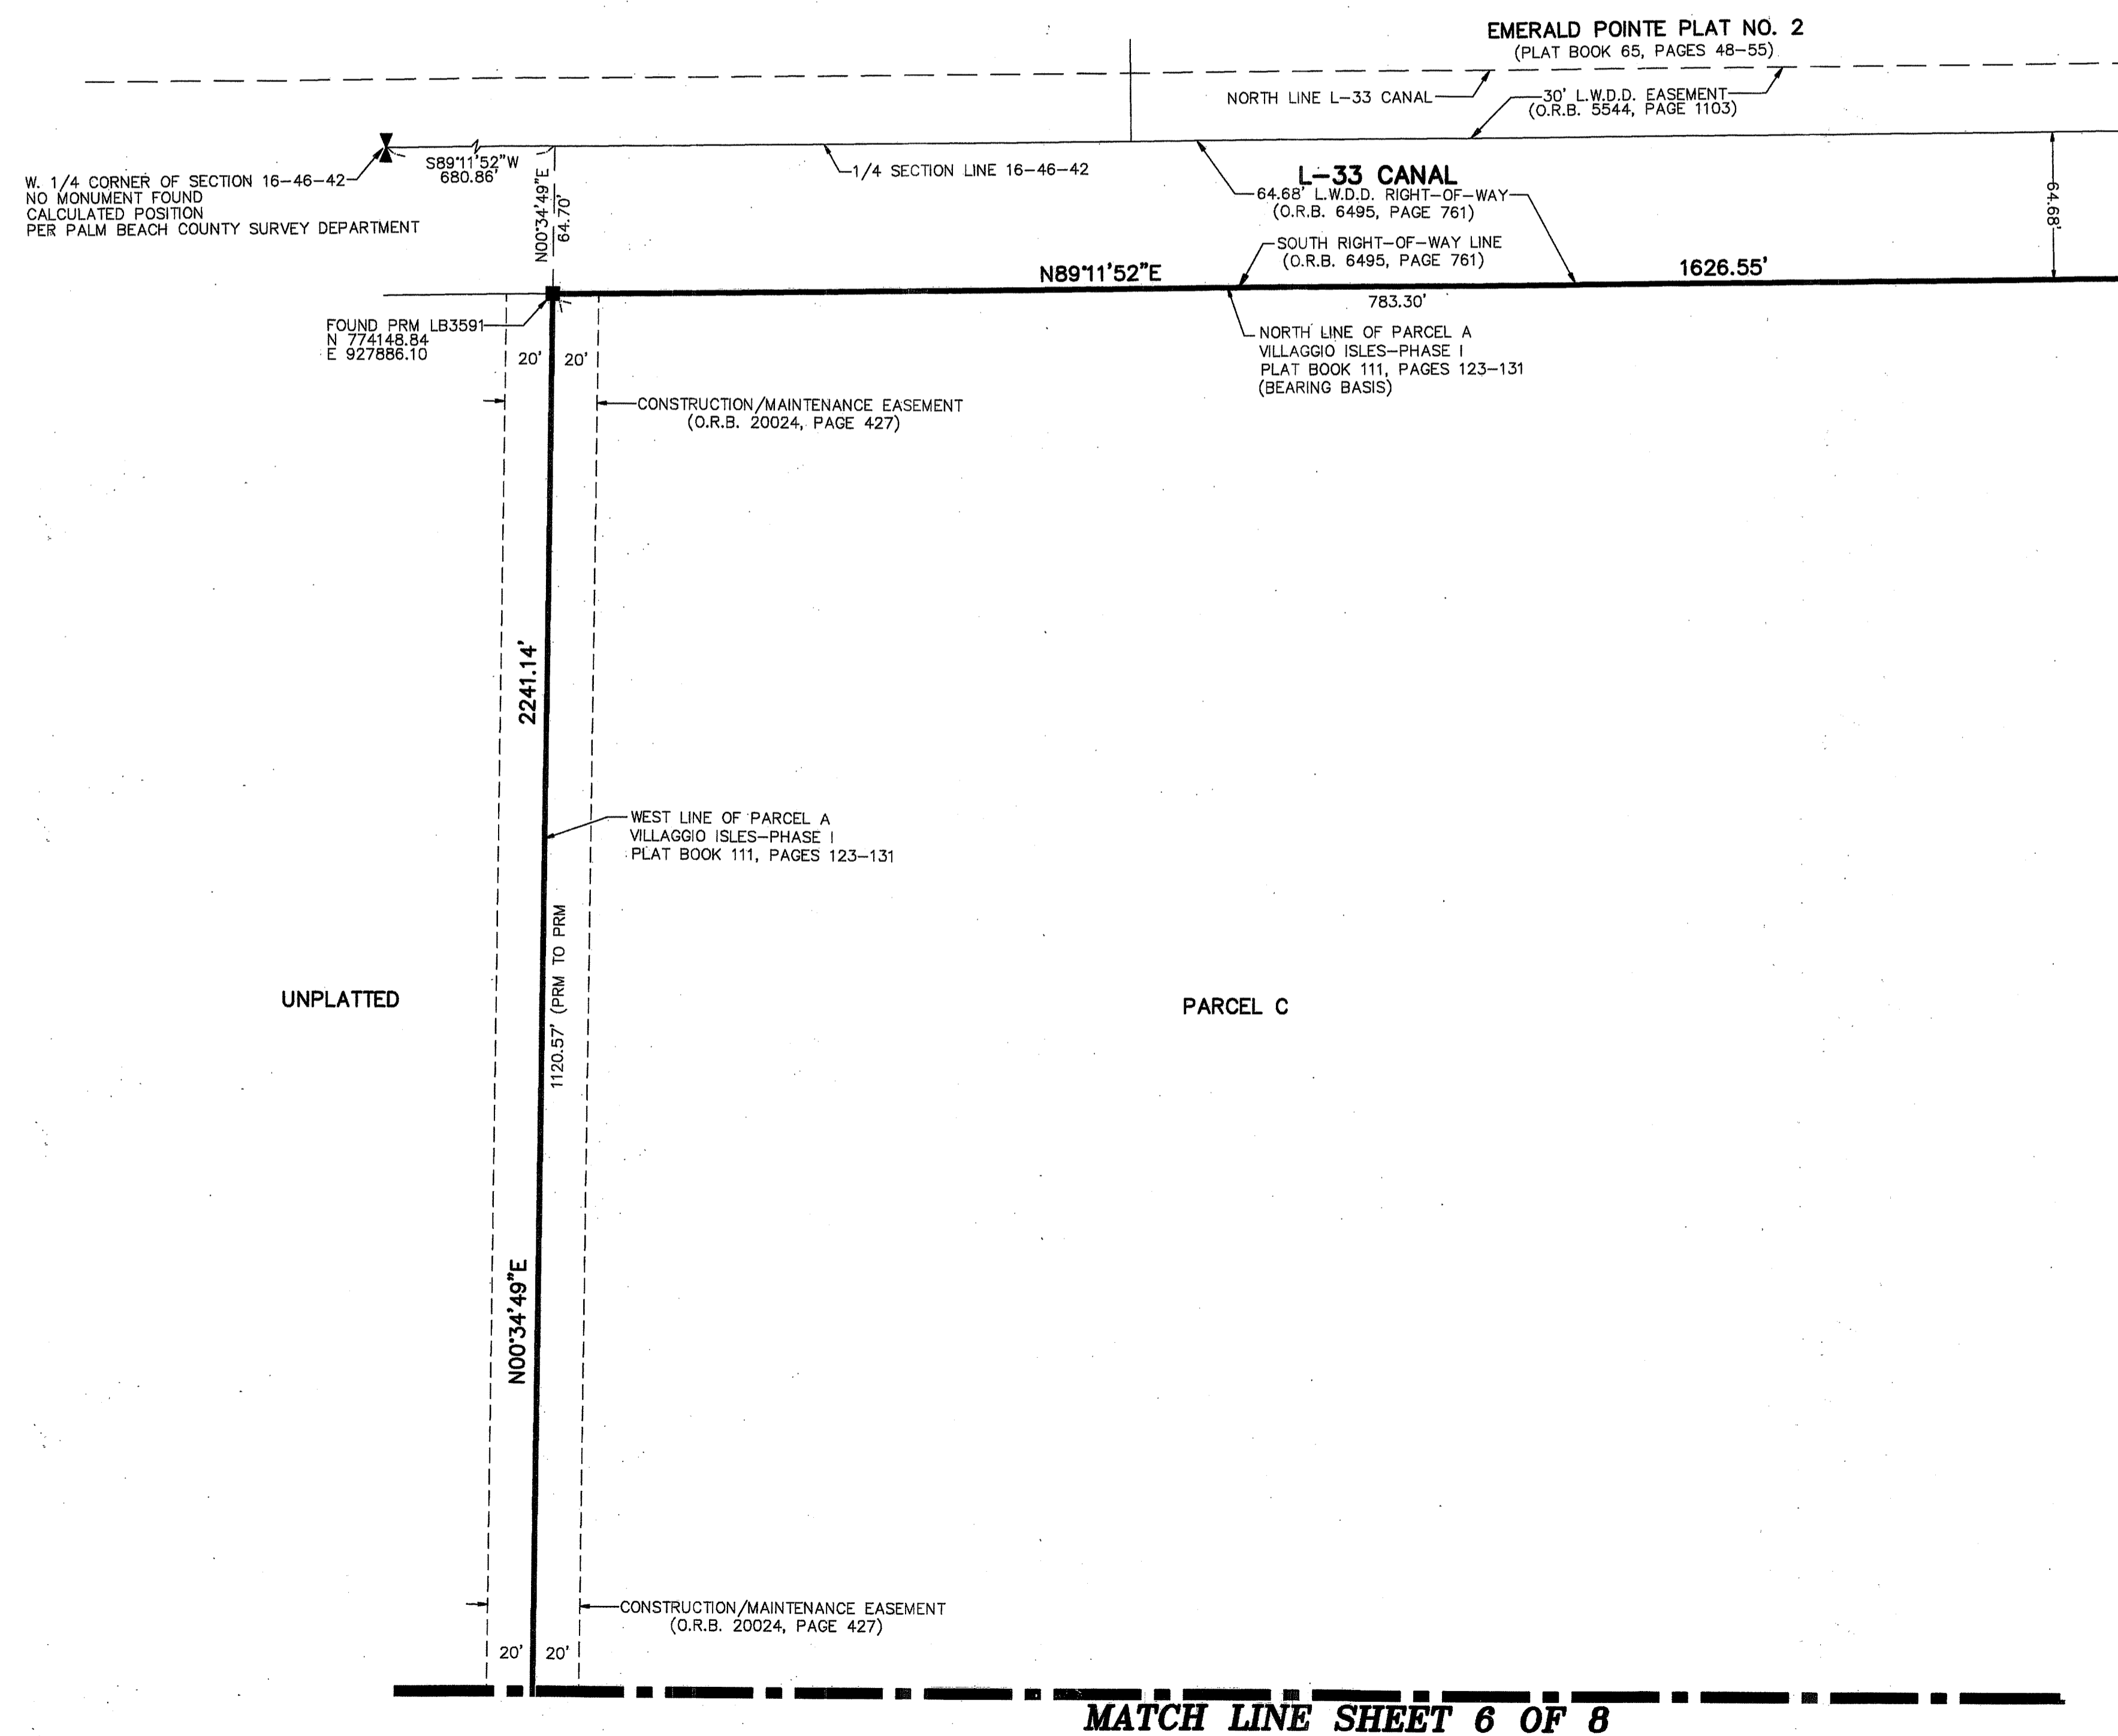 EMERALD POINTE PLAT NO. 2
(PLAT BOOK 65, PAGES 48-55)
NORTH LINE L-33 CANAL
30' L.W.D.D. EASEMENT
(O.R.B. 5544, PAGE 1103)
S89°11'52"W
680.86'
W. 1/4 CORNER OF SECTION 16-46-42
NO MONUMENT FOUND
CALCULATED POSITION
PER PALM BEACH COUNTY SURVEY DEPARTMENT
N00°34'49"E
64.70'
1/4 SECTION LINE 16-46-42
L-33 CANAL
64.68' L.W.D.D. RIGHT-OF-WAY
(O.R.B. 6495, PAGE 761)
64.68'
SOUTH RIGHT-OF-WAY LINE
(O.R.B. 6495, PAGE 761)
N89°11'52"E
1626.55'
783.30'
FOUND PRM LB3591
N 774148.84
E 927886.10
NORTH LINE OF PARCEL A
VILLAGGIO ISLES-PHASE I
PLAT BOOK 111, PAGES 123-131
(BEARING BASIS)
20' 20'
CONSTRUCTION/MAINTENANCE EASEMENT
(O.R.B. 20024, PAGE 427)
2241.14'
WEST LINE OF PARCEL A
VILLAGGIO ISLES-PHASE I
PLAT BOOK 111, PAGES 123-131
1120.57' (PRM TO PRM
UNPLATTED
PARCEL C
N00°34'49"E
CONSTRUCTION/MAINTENANCE EASEMENT
(O.R.B. 20024, PAGE 427)
20' 20'
MATCH LINE SHEET 6 OF 8